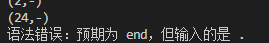 (2,-)
(24,-)
语法错误：预期为 end，但输入的是 .